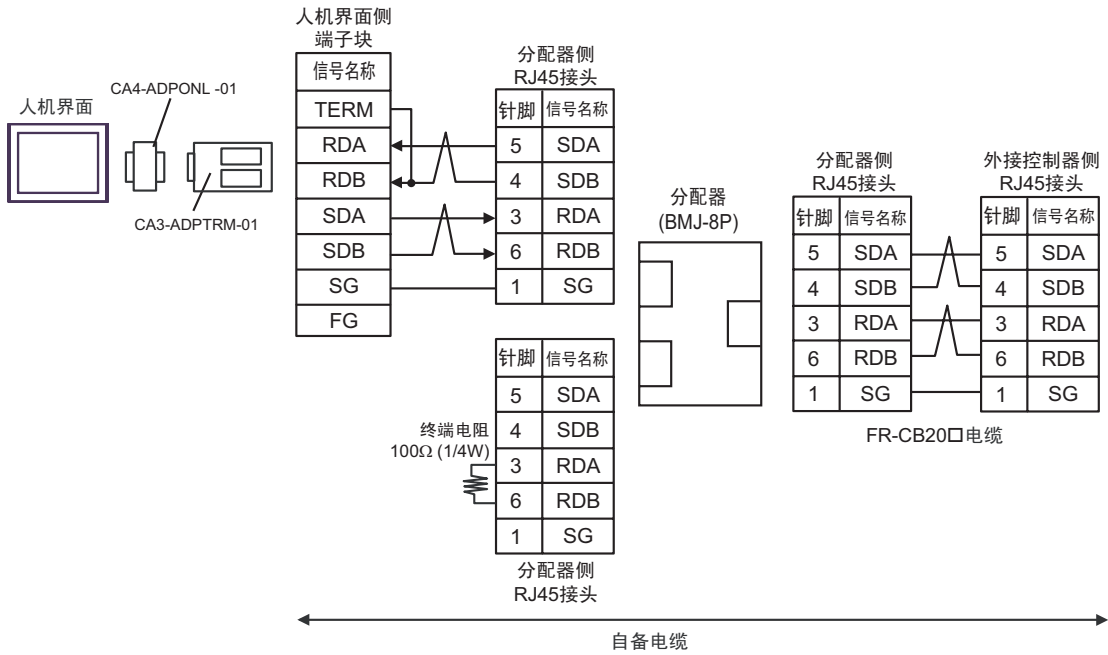 人机界面
CA4-ADPONL -01
CA3-ADPTRM-01
人机界面侧
端子块
信号名称
TERM
RDA
RDB
SDA
SDB
SG
FG
分配器侧
RJ45接头
针脚 信号名称
5 SDA
4 SDB
3 RDA
6 RDB
1 SG
针脚 信号名称
5 SDA
4 SDB
3 RDA
6 RDB
1 SG
分配器侧
RJ45接头
终端电阻
100Ω (1/4W)
分配器
(BMJ-8P)
分配器侧
RJ45接头
针脚 信号名称
5 SDA
4 SDB
3 RDA
6 RDB
1 SG
外接控制器侧
RJ45接头
针脚 信号名称
5 SDA
4 SDB
3 RDA
6 RDB
1 SG
FR-CB20口电缆
自备电缆